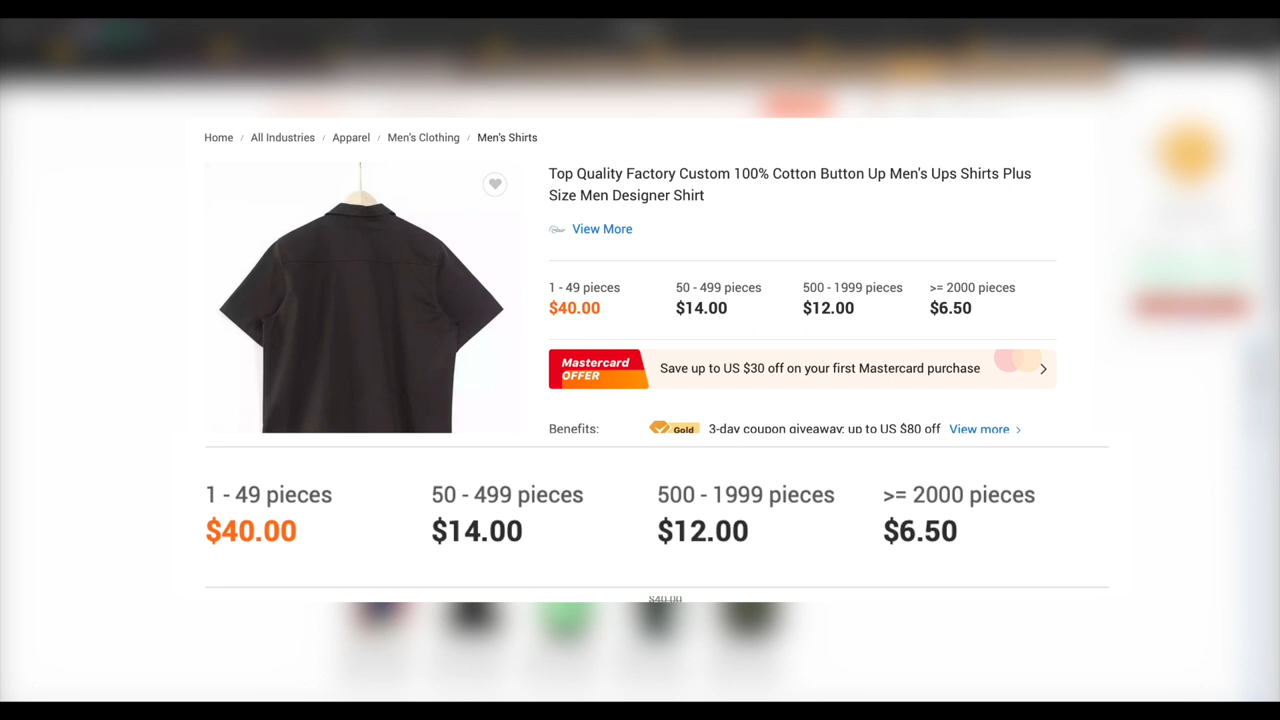 Home / All Industries / Apparel / Men's Clothing / Men's Shirts
Top Quality Factory Custom 100% Cotton Button Up Men's Ups Shirts Plus
Size Men Designer Shirt
View More
1 - 49 pieces 50 - 499 pieces 500 - 1999 pieces >= 2000 pieces
$40.00 $14.00 $12.00 $6.50
Mastercard
OFFER
Save up to US $30 off on your first Mastercard purchase
Benefits: Gold 3-day coupon giveaway: up to US $80 off View more
1 - 49 pieces 50 - 499 pieces 500 - 1999 pieces >= 2000 pieces
$40.00 $14.00 $12.00 $6.50
$40.00